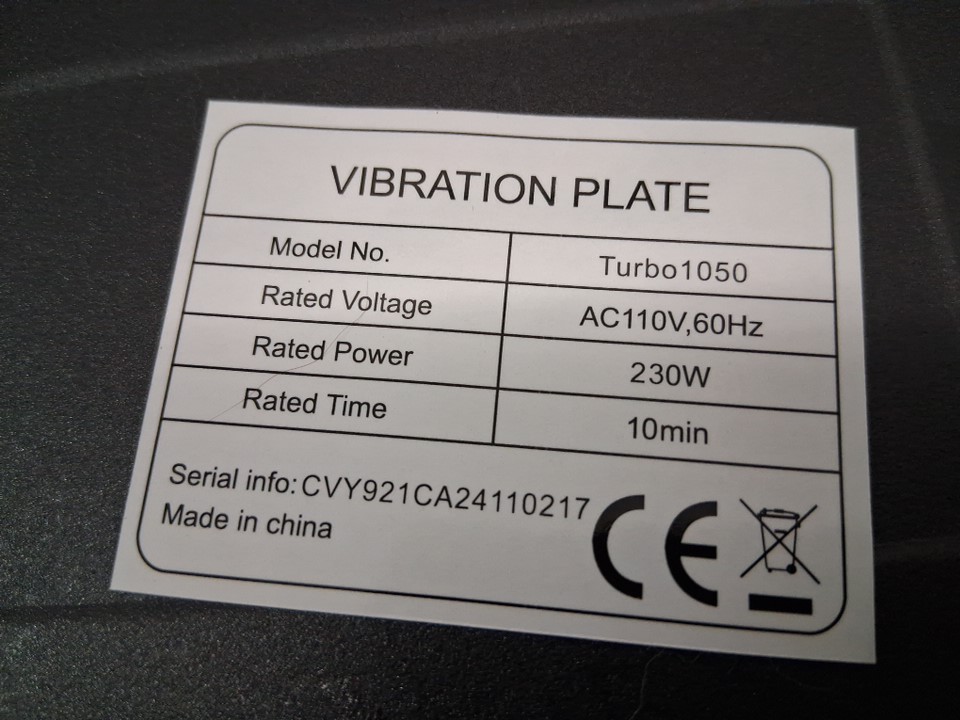 VIBRATION PLATE
Model No. Turbo1050
Rated Voltage AC110V,60Hz
Rated Power 230W
Rated Time 10min
Serial info: CVY921CA24110217
Made in china
CE